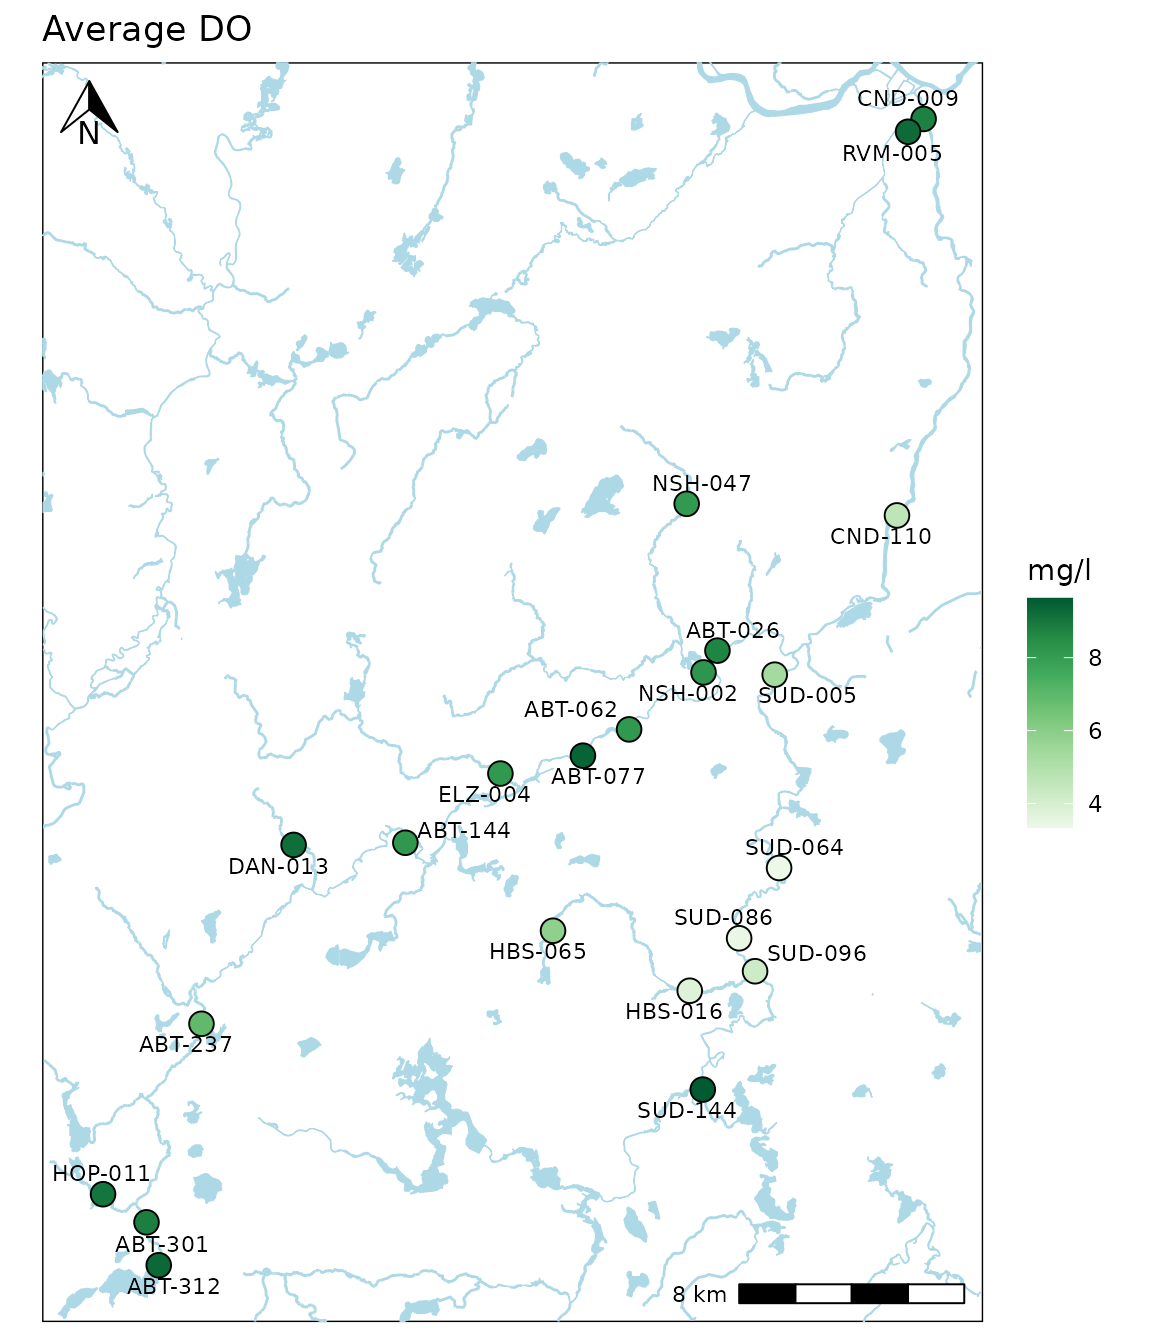 Average DO
N
CND-009
RVM-005
NSH-047
CND-110
mg/l
8
6
4
ABT-026
NSH-002
SUD-005
ABT-062
ABT-077
ELZ-004
ABT-144
DAN-013
SUD-064
SUD-086
HBS-065
SUD-096
HBS-016
ABT-237
SUD-144
HOP-011
ABT-301
ABT-312
8 km